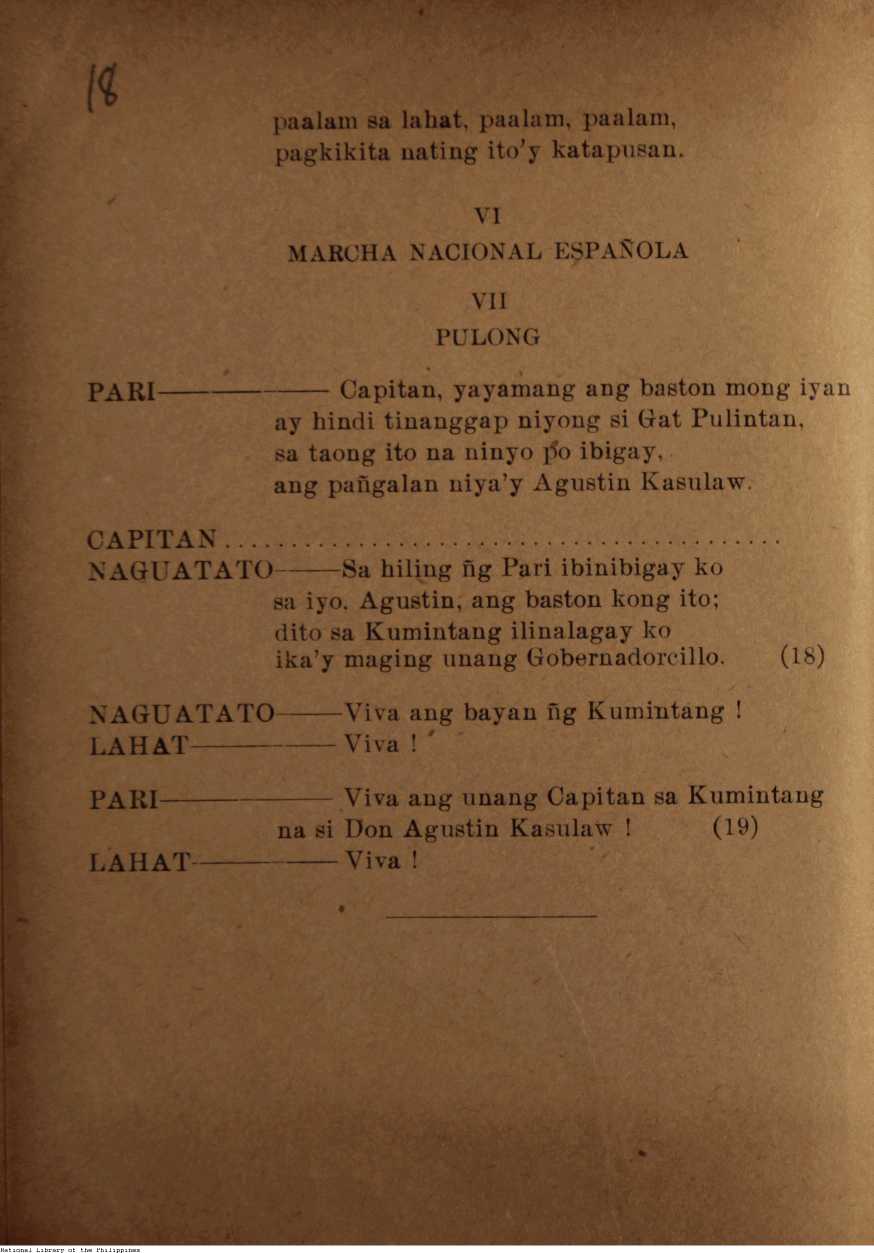 18
paalam sa lahat, paalam, paalam,
pagkikita nating ito'y katapusan.
VI
MARCHA NACIONAL ESPAÑOLA
VII
PULONG
PARI——————— Capitan, yayamang ang baston mong iyan
ay hindi tinanggap niyong si Gat Pulintan,
sa taong ito na ninyo po ibigay,
ang pañgalan niya'y Agustin Kasulaw.
CAPITAN ..........................................
NAGUATATO———Sa hiling ñg Pari ibinibigay ko
sa iyo, Agustin, ang baston kong ito;
dito sa Kumintang ilinalagay ko
ika'y maging unang Gobernadorcillo. (18)
NAGUATATO———Viva ang bayan ñg Kumintang !
LAHAT——————— Viva !
PARI——————— Viva ang unang Capitan sa Kumintang
na si Don Agustin Kasulaw ! (19)
LAHAT——————— Viva !
National Library of the Philippines